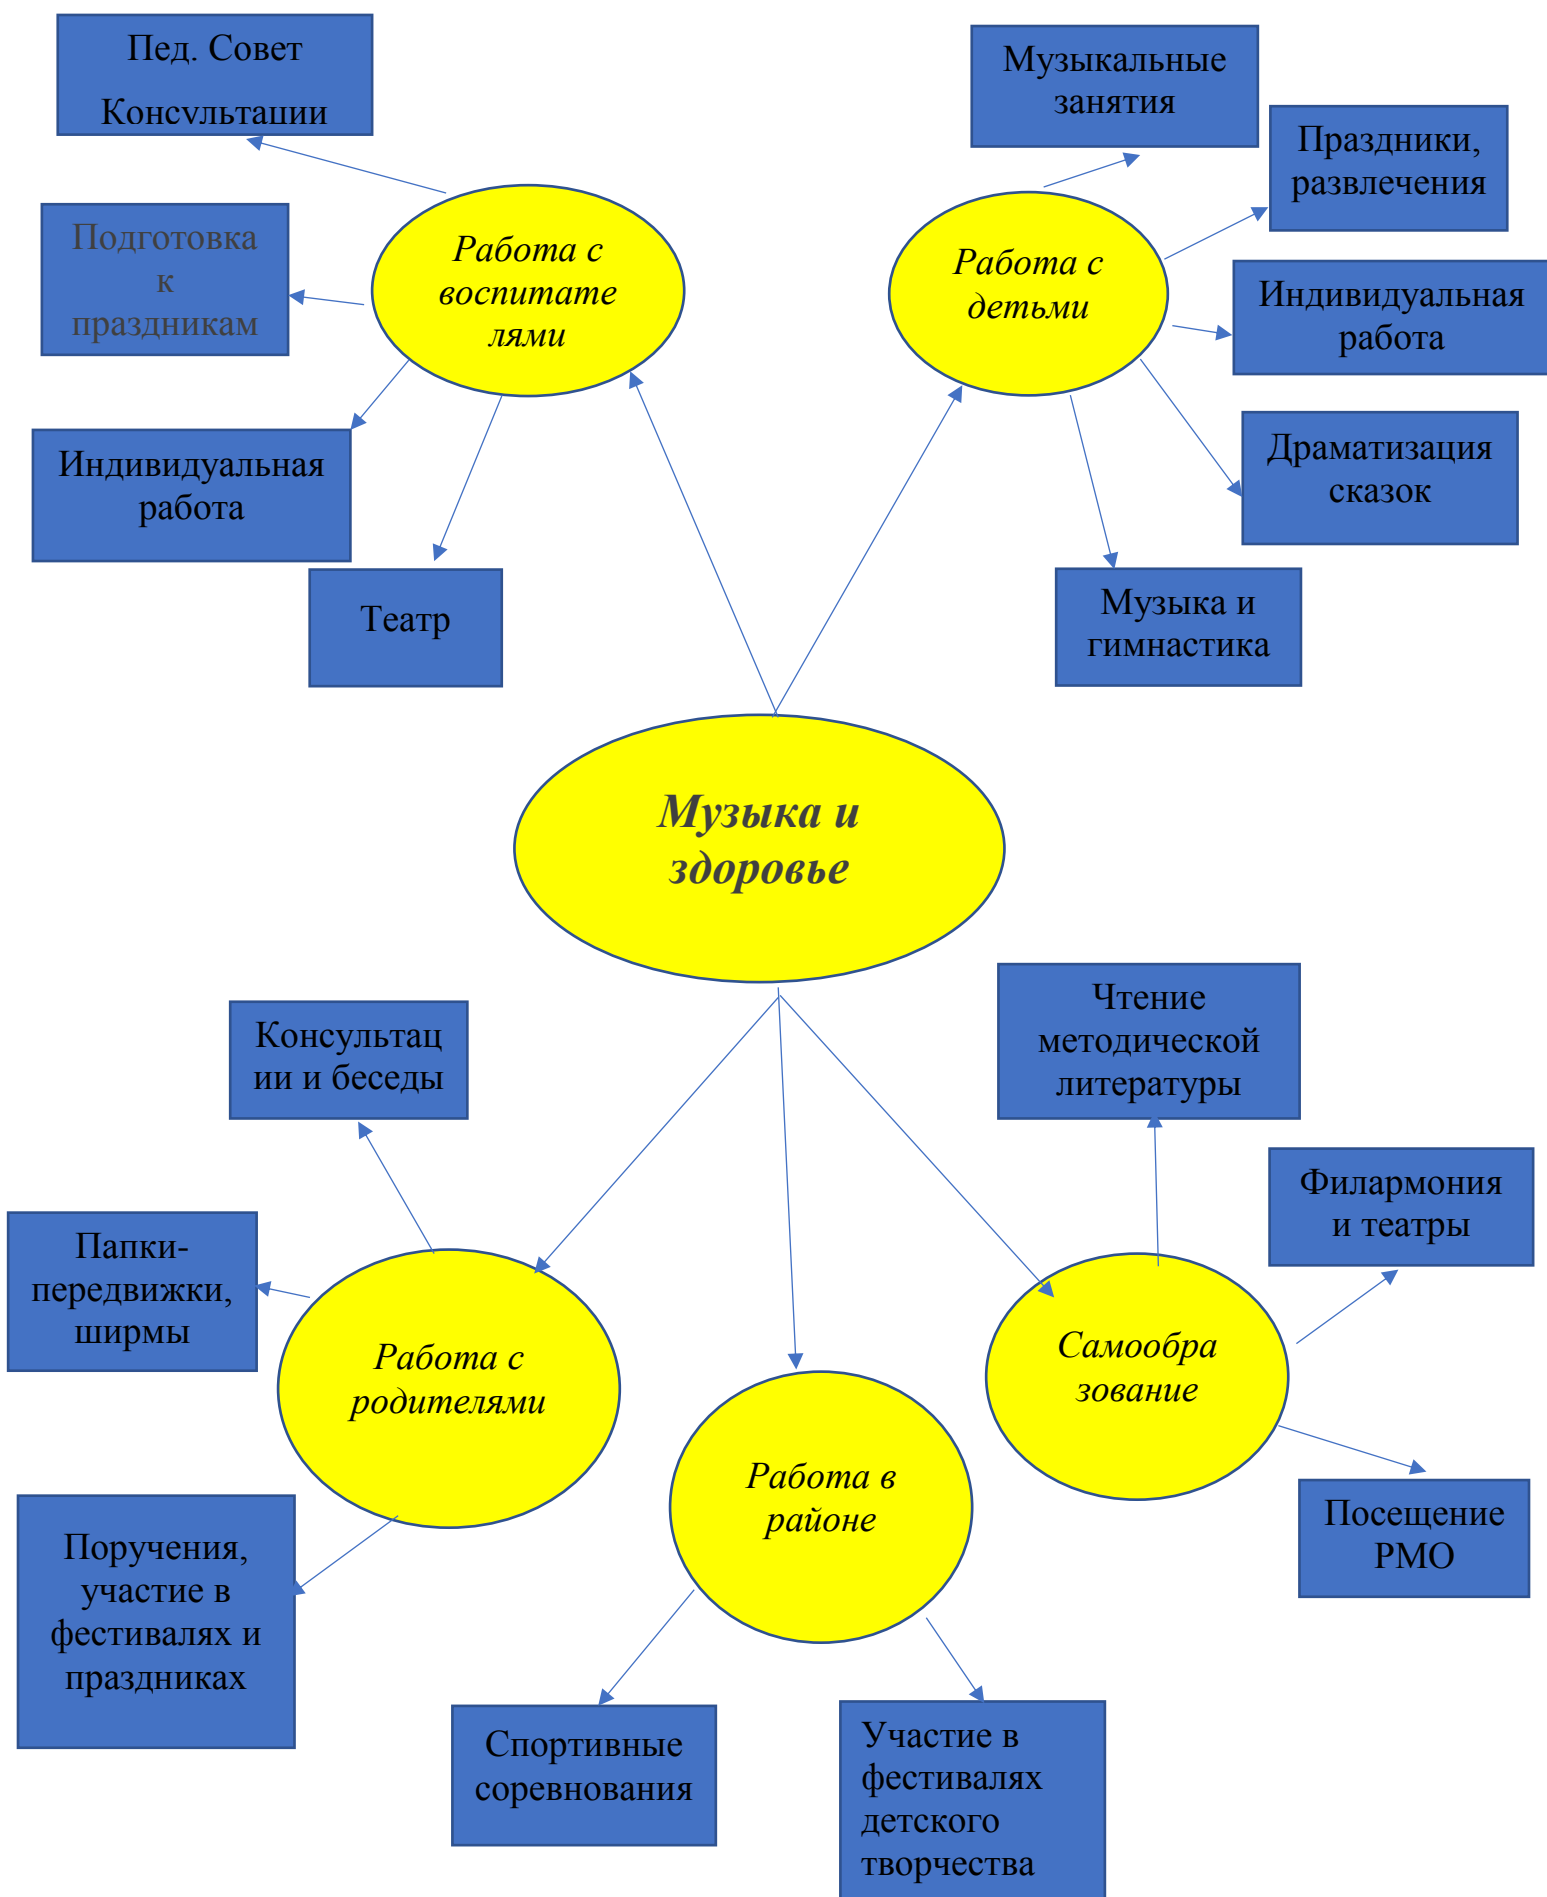 Пед. Совет
Консультации
Музыкальные
занятия
Праздники,
развлечения
Подготовка
к
праздникам
Работа с
воспитате
лями
Работа с
детьми
Индивидуальная
работа
Индивидуальная
работа
Драматизация
сказок
Театр
Музыка и
гимнастика
Музыка и
здоровье
Консультац
ии и беседы
Чтение
методической
литературы
Филармония
и театры
Папки-
передвижки,
ширмы
Работа с
родителями
Самообра
зование
Работа в
районе
Посещение
РМО
Поручения,
участие в
фестивалях и
праздниках
Спортивные
соревнования
Участие в
фестивалях
детского
творчества